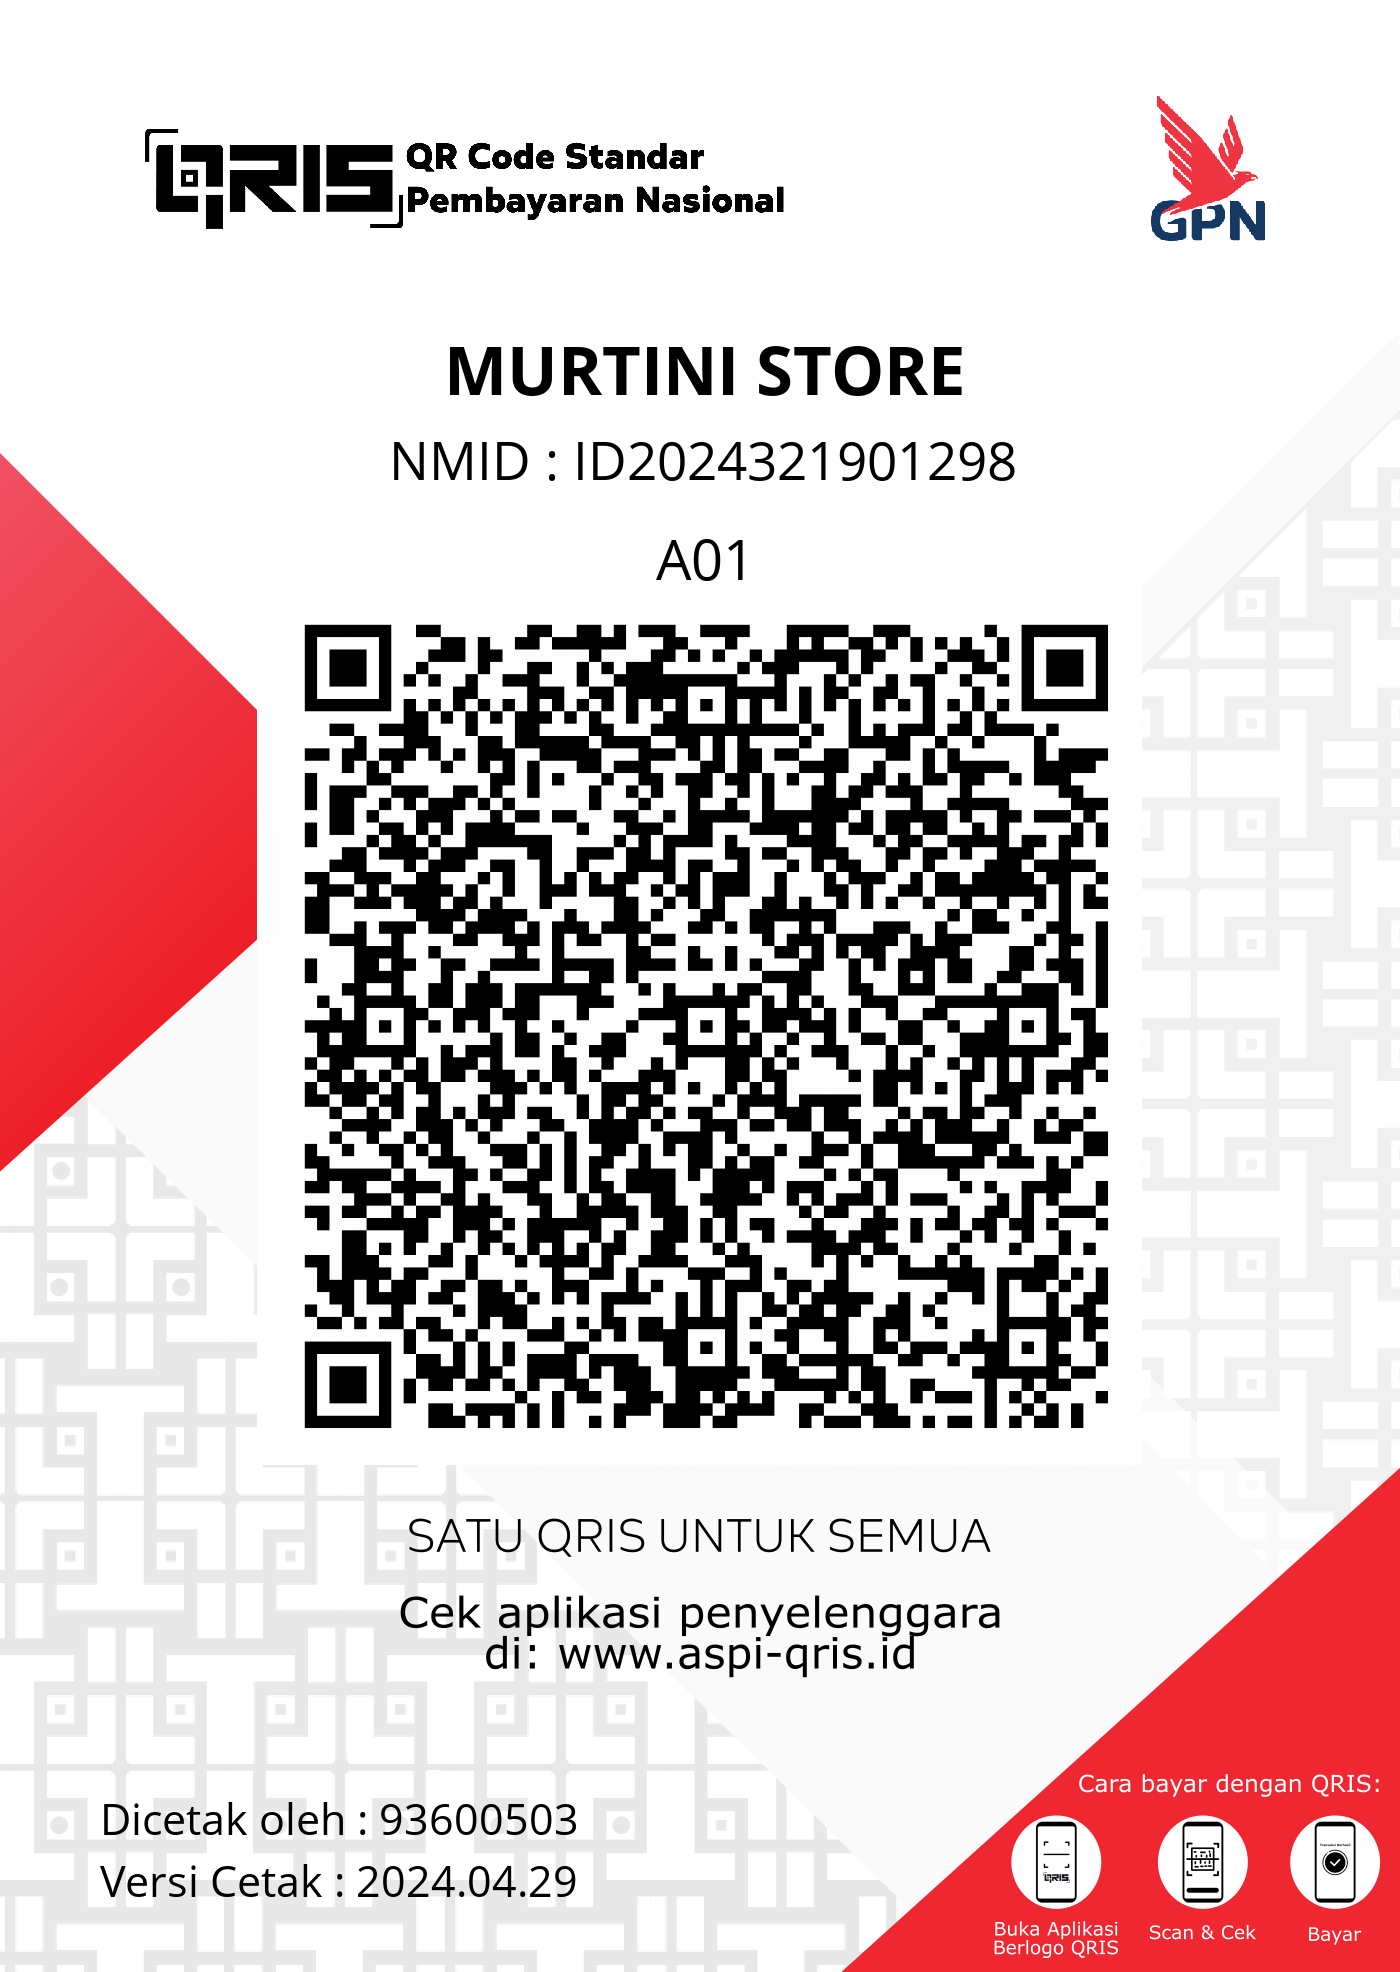 QRIS QR Code Standar
Pembayaran Nasional
GPN
MURTINI STORE
NMID : ID2024321901298
A01
SATU QRIS UNTUK SEMUA
Cek aplikasi penyelenggara
di: www.aspi-qris.id
Dicetak oleh : 93600503
Versi Cetak : 2024.04.29
Cara bayar dengan QRIS:
QRIS
Buka Aplikasi
Berlogo QRIS
Scan & Cek
Bayar